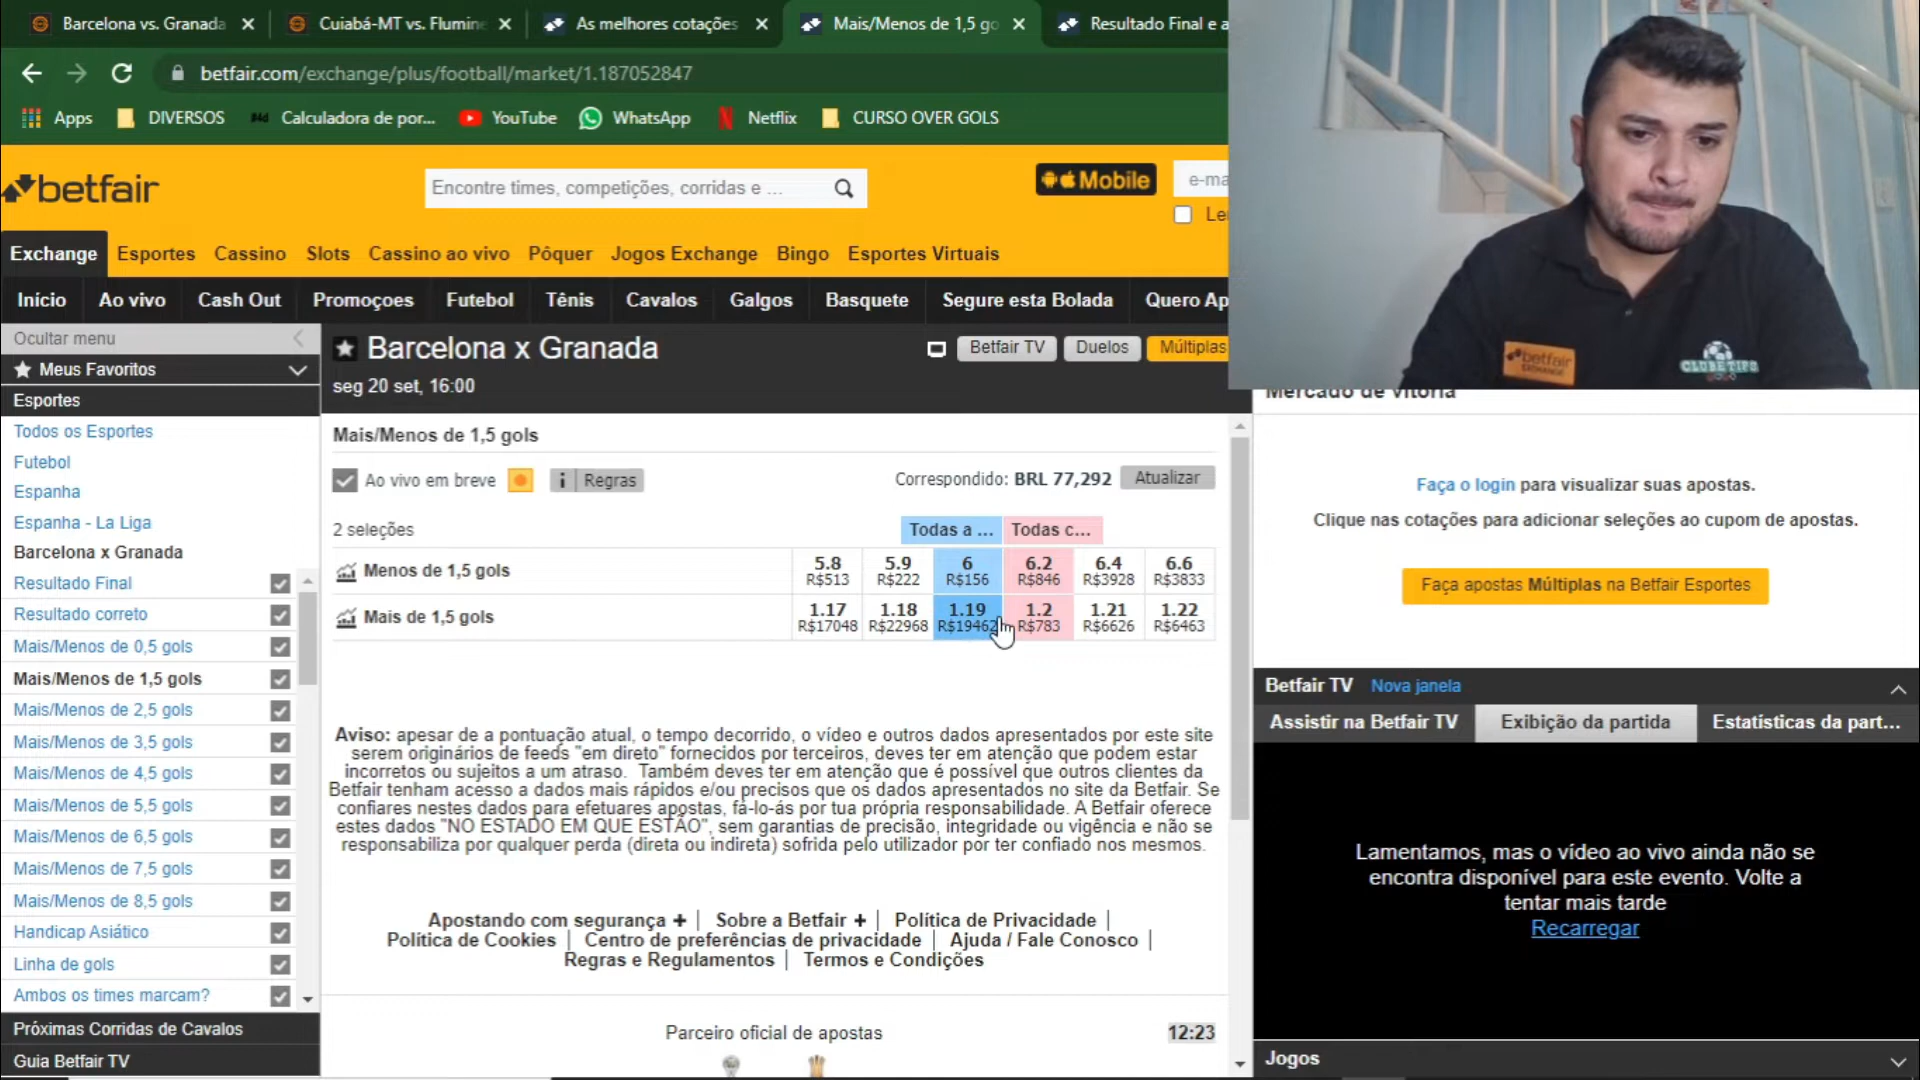 Barcelona vs. Granada
Cuiabá-MT vs. Flumine
As melhores cotações
Mais/Menos de 1,5 go
Resultado Final e a
betfair.com/exchange/plus/football/market/1.187052847
Apps
DIVERSOS
Calculadora de por...
YouTube
WhatsApp
Netflix
CURSO OVER GOLS
betfair
Encontre times, competições, corridas e ...
Mobile
e-ma
Le
Exchange
Esportes
Cassino
Slots
Cassino ao vivo
Pôquer
Jogos Exchange
Bingo
Esportes Virtuais
Início
Ao vivo
Cash Out
Promoçoes
Futebol
Tênis
Cavalos
Galgos
Basquete
Segure esta Bolada
Quero Ap
Ocultar menu
Meus Favoritos
Esportes
Todos os Esportes
Futebol
Espanha
Espanha - La Liga
Barcelona x Granada
Resultado Final
Resultado correto
Mais/Menos de 0,5 gols
Mais/Menos de 1,5 gols
Mais/Menos de 2,5 gols
Mais/Menos de 3,5 gols
Mais/Menos de 4,5 gols
Mais/Menos de 5,5 gols
Mais/Menos de 6,5 gols
Mais/Menos de 7,5 gols
Mais/Menos de 8,5 gols
Handicap Asiático
Linha de gols
Ambos os times marcam?
Próximas Corridas de Cavalos
Guia Betfair TV
Barcelona x Granada
seg 20 set, 16:00
Betfair TV
Duelos
Múltiplas
Mais/Menos de 1,5 gols
Ao vivo em breve
i Regras
Correspondido: BRL 77,292
Atualizar
2 seleções
Todas a ...
Todas c...
Menos de 1,5 gols
5.8 5.9 6 6.2 6.4 6.6
R$513 R$222 R$156 R$846 R$3928 R$3833
Mais de 1,5 gols
1.17 1.18 1.19 1.2 1.21 1.22
R$17048 R$22968 R$19462 R$783 R$6626 R$6463
Aviso: apesar de a pontuação atual, o tempo decorrido, o vídeo e outros dados apresentados por este site
serem originários de feeds "em direto" fornecidos por terceiros, deves ter em atenção que podem estar
incorretos ou sujeitos a um atraso. Também deves ter em atenção que é possível que outros clientes da
Betfair tenham acesso a dados mais rápidos e/ou precisos que os dados apresentados no site da Betfair. Se
confiares nestes dados para efetuares apostas, fá-lo-ás por tua própria responsabilidade. A Betfair oferece
estes dados "NO ESTADO EM QUE ESTÃO", sem garantias de precisão, integridade ou vigência e não se
responsabiliza por qualquer perda (direta ou indireta) sofrida pelo utilizador por ter confiado nos mesmos.
Apostando com segurança + | Sobre a Betfair + | Política de Privacidade |
Política de Cookies | Centro de preferências de privacidade | Ajuda / Fale Conosco |
Regras e Regulamentos | Termos e Condições
Parceiro oficial de apostas
12:23
betfair
EXCHANGE
CLUBE TIPS
Mercado de vitória
Faça o login para visualizar suas apostas.
Clique nas cotações para adicionar seleções ao cupom de apostas.
Faça apostas Múltiplas na Betfair Esportes
Betfair TV
Nova janela
Assistir na Betfair TV
Exibição da partida
Estatísticas da part...
Lamentamos, mas o vídeo ao vivo ainda não se
encontra disponível para este evento. Volte a
tentar mais tarde
Recarregar
Jogos